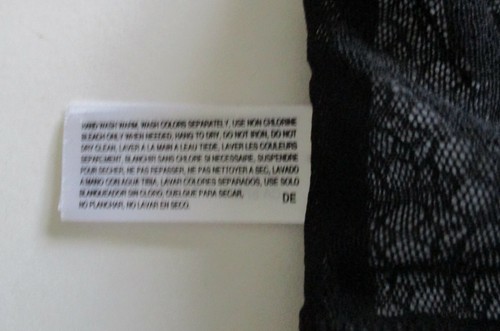 HAND WASH WARM, WASH COLORS SEPARATELY, USE NON CHLORINE
BLEACH ONLY WHEN NEEDED, HANG TO DRY, DO NOT IRON, DO NOT
DRY CLEAN, LAVER A LA MAIN A L'EAU TIEDE, LAVER LES COULEURS
SEPAREMENT, BLANCHIR SANS CHLORE SI NECESSAIRE, SUSPENDRE
POUR SECHER, NE PAS REPASSER, NE PAS NETTOYER A SEC, LAVADO
A MANO CON AGUA TIBIA, LAVAR COLORES SEPARADOS, USE SOLO
BLANQUEADOR SIN CLORO, CUELGUE PARA SECAR,
NO PLANCHAR, NO LAVAR EN SECO.
DE